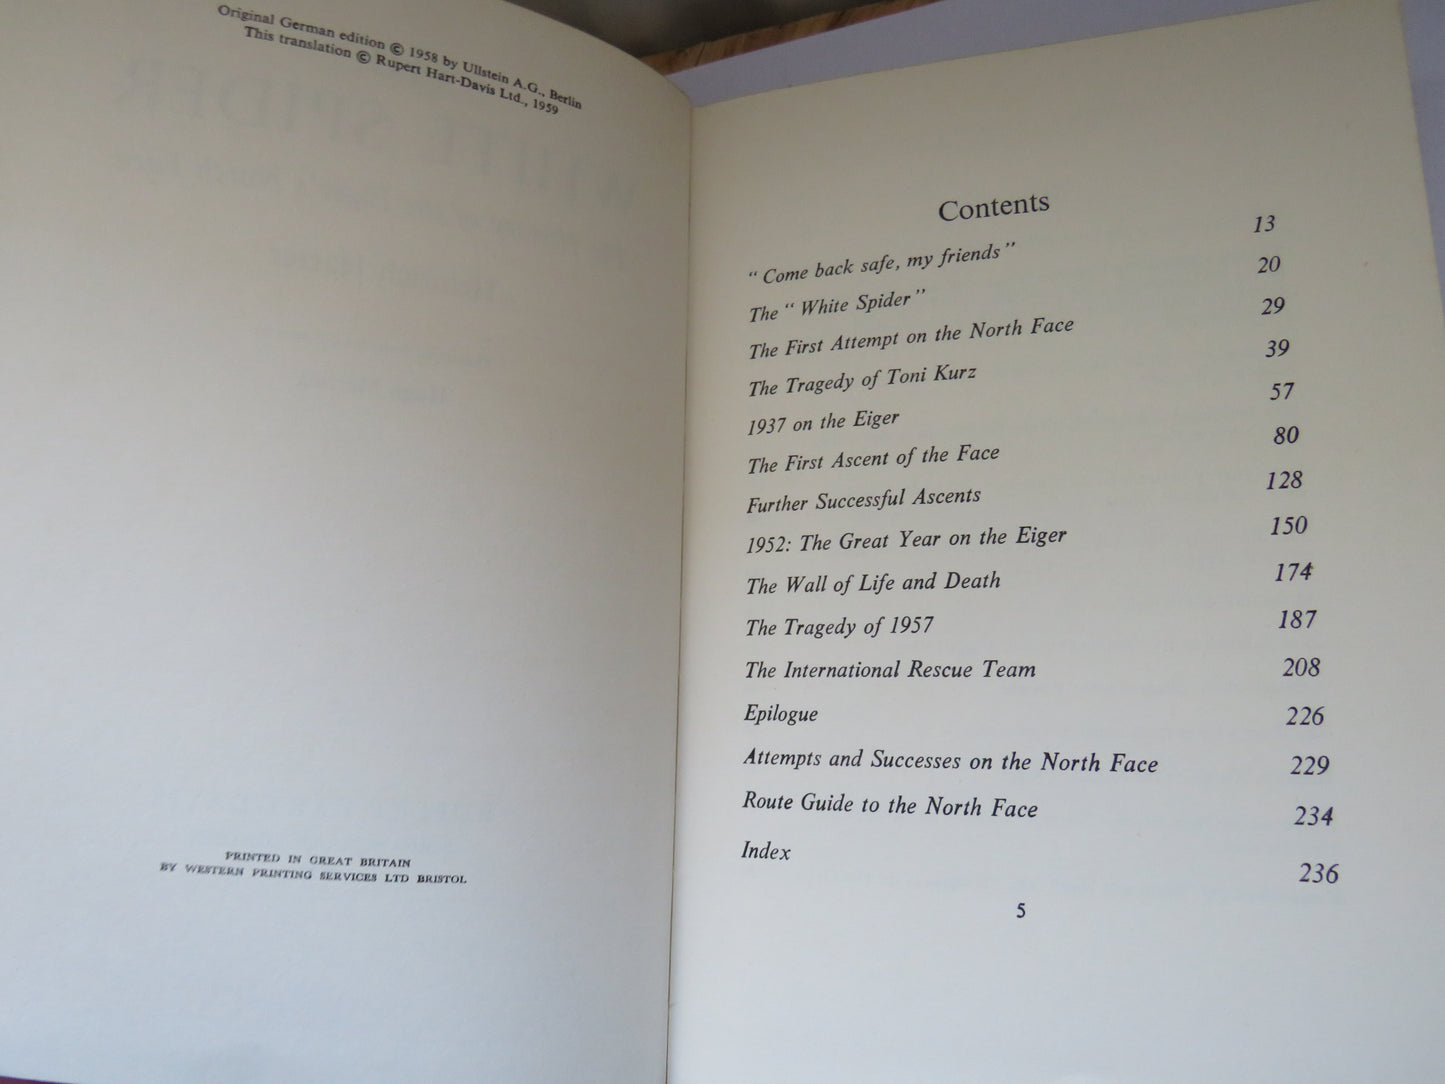 Original German edition © 1958 by Ullstein A.G., Berlin
This translation © Rupert Hart-Davis Ltd., 1959
PRINTED IN GREAT BRITAIN
BY WESTERN PRINTING SERVICES LTD BRISTOL
Contents
“ Come back safe, my friends ” 13
The “ White Spider ” 20
The First Attempt on the North Face 29
The Tragedy of Toni Kurz 39
1937 on the Eiger 57
The First Ascent of the Face 80
Further Successful Ascents 128
1952: The Great Year on the Eiger 150
The Wall of Life and Death 174
The Tragedy of 1957 187
The International Rescue Team 208
Epilogue 226
Attempts and Successes on the North Face 229
Route Guide to the North Face 234
Index 236
5